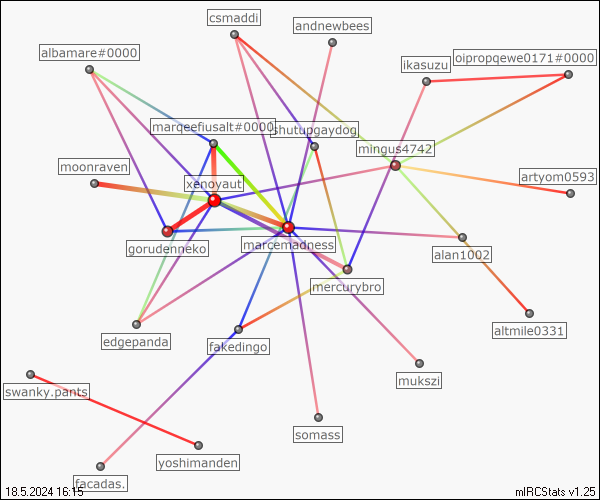 csmaddi
andnewbees
albamare#0000
ikasuzu
oipropqewe0171#0000
marqeefiusalt#0000
shutupgaydog
mingus4742
moonraven
xenoyaut
artyom0593
gorudenneko
marcemadness
alan1002
mercurybro
edgepanda
fakedingo
altmile0331
swanky.pants
mukszi
somass
yoshimanden
facadas.
18.5.2024 16:15
mIRCStats v1.25